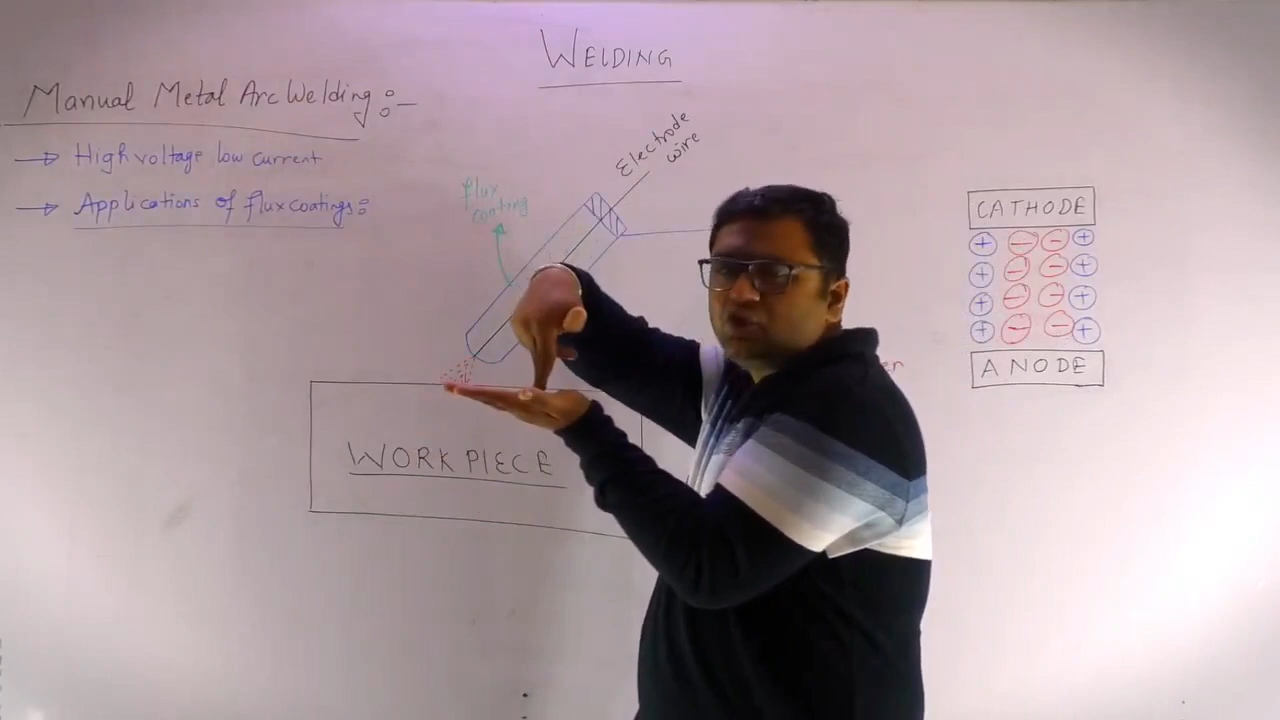 WELDING
Manual Metal Arc Welding :-
→ High voltage low current
→ Applications of flux coatings:
Electrode
wire
flux
coating
WORKPIECE
CATHODE
+ − − +
+ − − +
+ − − +
+ − − +
ANODE